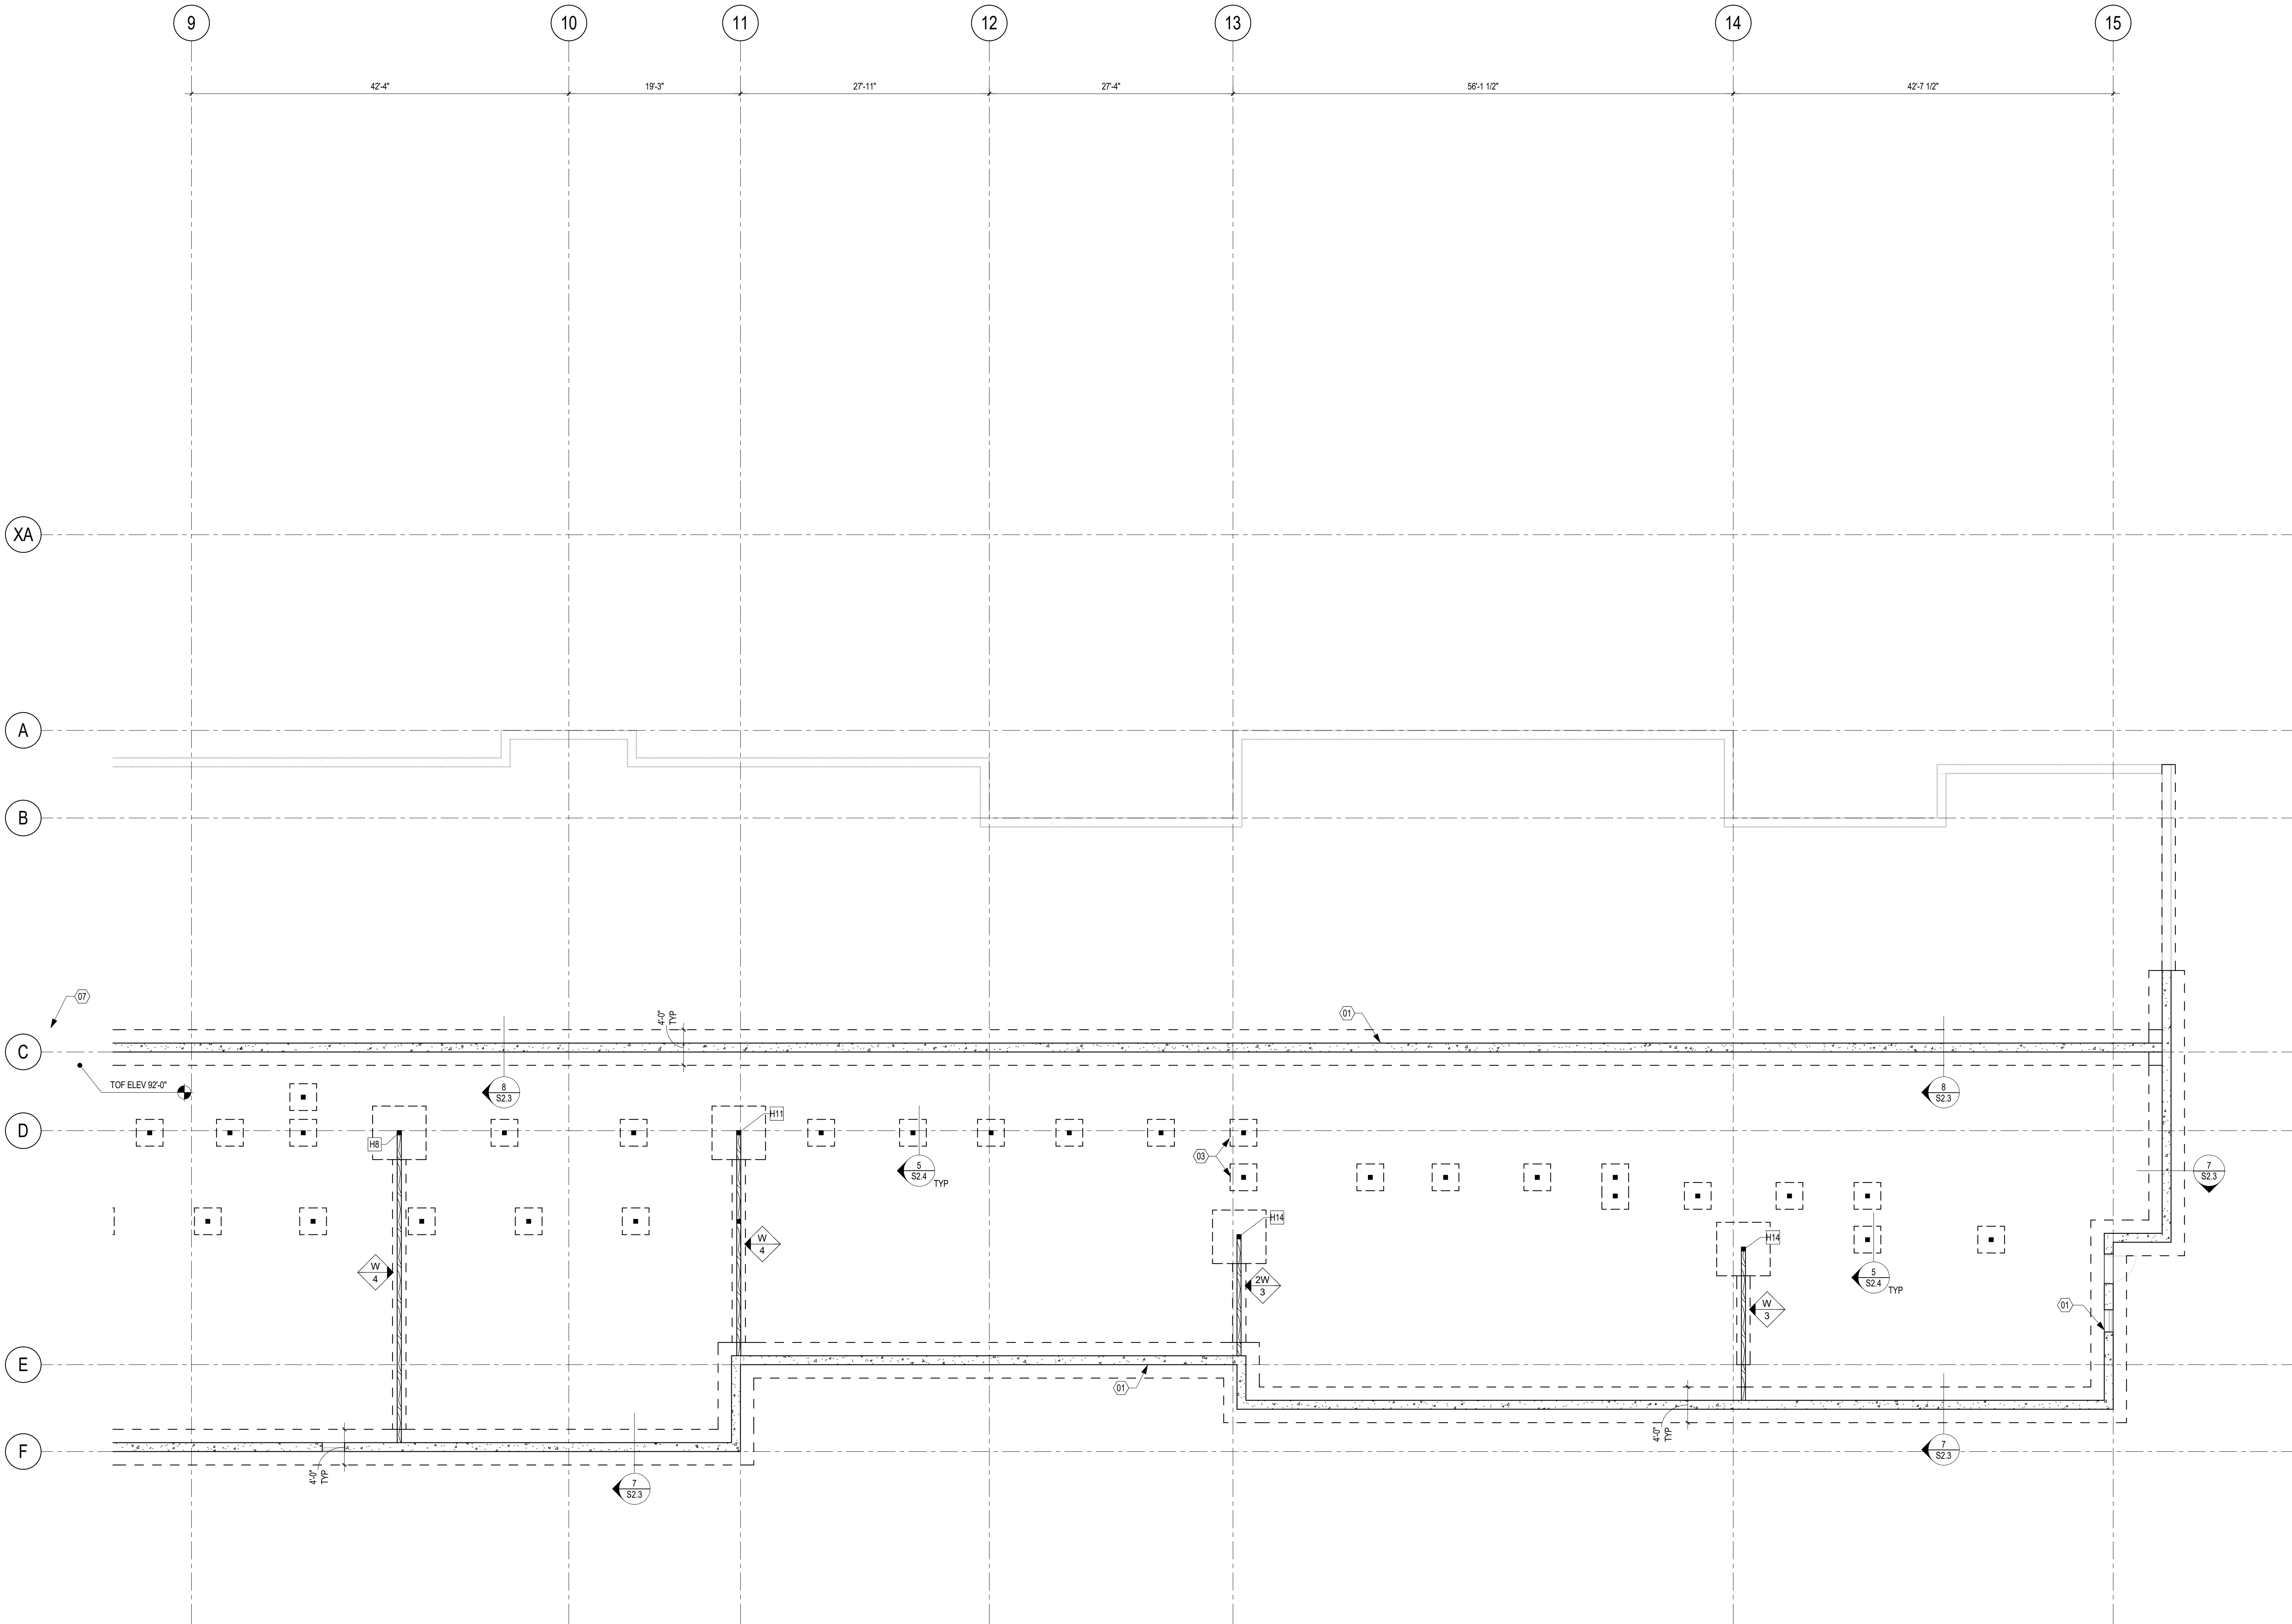 9
10
11
12
13
14
15
42'-4"
19'-3"
27'-11"
27'-4"
56'-1 1/2"
42'-7 1/2"
XA
A
B
07
4'-0"
TYP
01
C
TOF ELEV 92'-0"
8
S2.3
8
S2.3
H11
D
H8
03
5
S2.4
TYP
7
S2.3
H14
H14
W
4
W
4
2W
3
5
S2.4
TYP
W
3
01
E
01
4'-0"
TYP
F
7
S2.3
4'-0"
TYP
7
S2.3